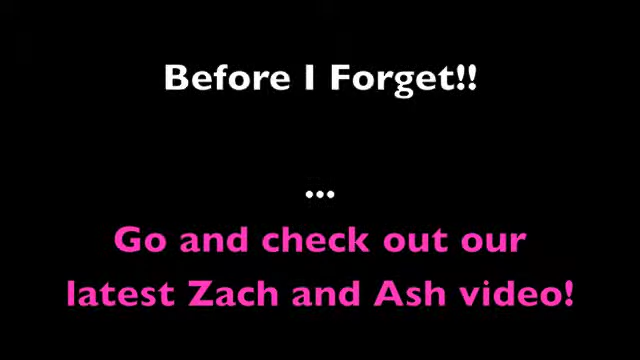 Before I Forget!!
...
Go and check out our
latest Zach and Ash video!